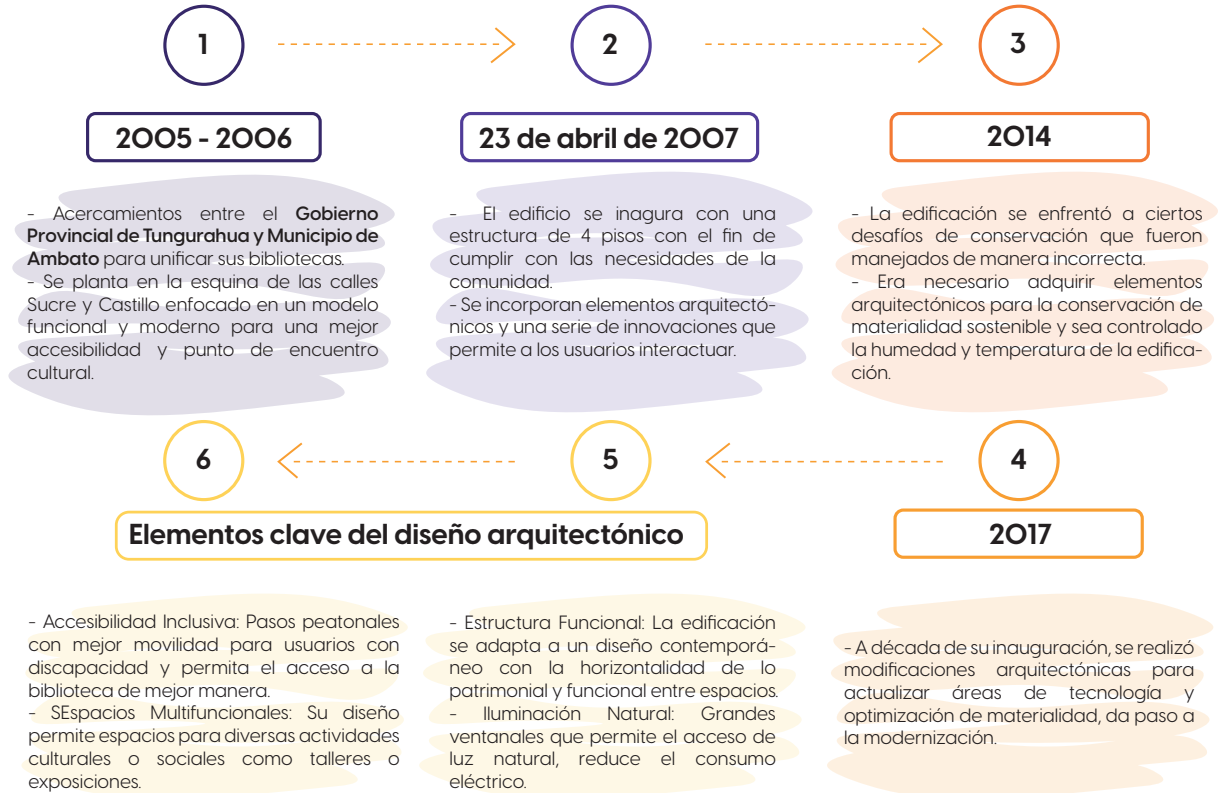 1
2
3
2005 - 2006
23 de abril de 2007
2014
- Acercamientos entre el Gobierno
Provincial de Tungurahua y Municipio de
Ambato para unificar sus bibliotecas.
- Se planta en la esquina de las calles
Sucre y Castillo enfocado en un modelo
funcional y moderno para una mejor
accesibilidad y punto de encuentro
cultural.
- El edificio se inagura con una
estructura de 4 pisos con el fin de
cumplir con las necesidades de la
comunidad.
- Se incorporan elementos arquitectó-
nicos y una serie de innovaciones que
permite a los usuarios interactuar.
- La edificación se enfrentó a ciertos
desafíos de conservación que fueron
manejados de manera incorrecta.
- Era necesario adquirir elementos
arquitectónicos para la conservación de
materialidad sostenible y sea controlado
la humedad y temperatura de la edifica-
ción.
6
5
4
Elementos clave del diseño arquitectónico
2017
- Accesibilidad Inclusiva: Pasos peatonales
con mejor movilidad para usuarios con
discapacidad y permita el acceso a la
biblioteca de mejor manera.
- SEspacios Multifuncionales: Su diseño
permite espacios para diversas actividades
culturales o sociales como talleres o
exposiciones.
- Estructura Funcional: La edificación
se adapta a un diseño contemporá-
neo con la horizontalidad de lo
patrimonial y funcional entre espacios.
- Iluminación Natural: Grandes
ventanales que permite el acceso de
luz natural, reduce el consumo
eléctrico.
- A década de su inauguración, se realizó
modificaciones arquitectónicas para
actualizar áreas de tecnología y
optimización de materialidad, da paso a
la modernización.